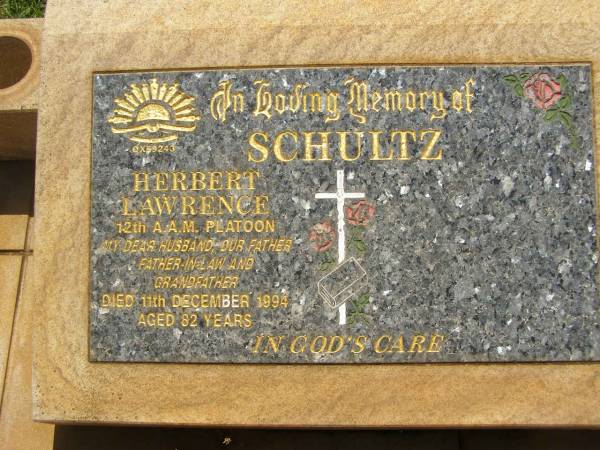 In Loving Memory of
SCHULTZ
QX59243
HERBERT
LAWRENCE
12th A.A.M. PLATOON
MY DEAR HUSBAND, OUR FATHER
FATHER-IN-LAW AND
GRANDFATHER
DIED 11th DECEMBER 1994
AGED 82 YEARS
IN GOD'S CARE